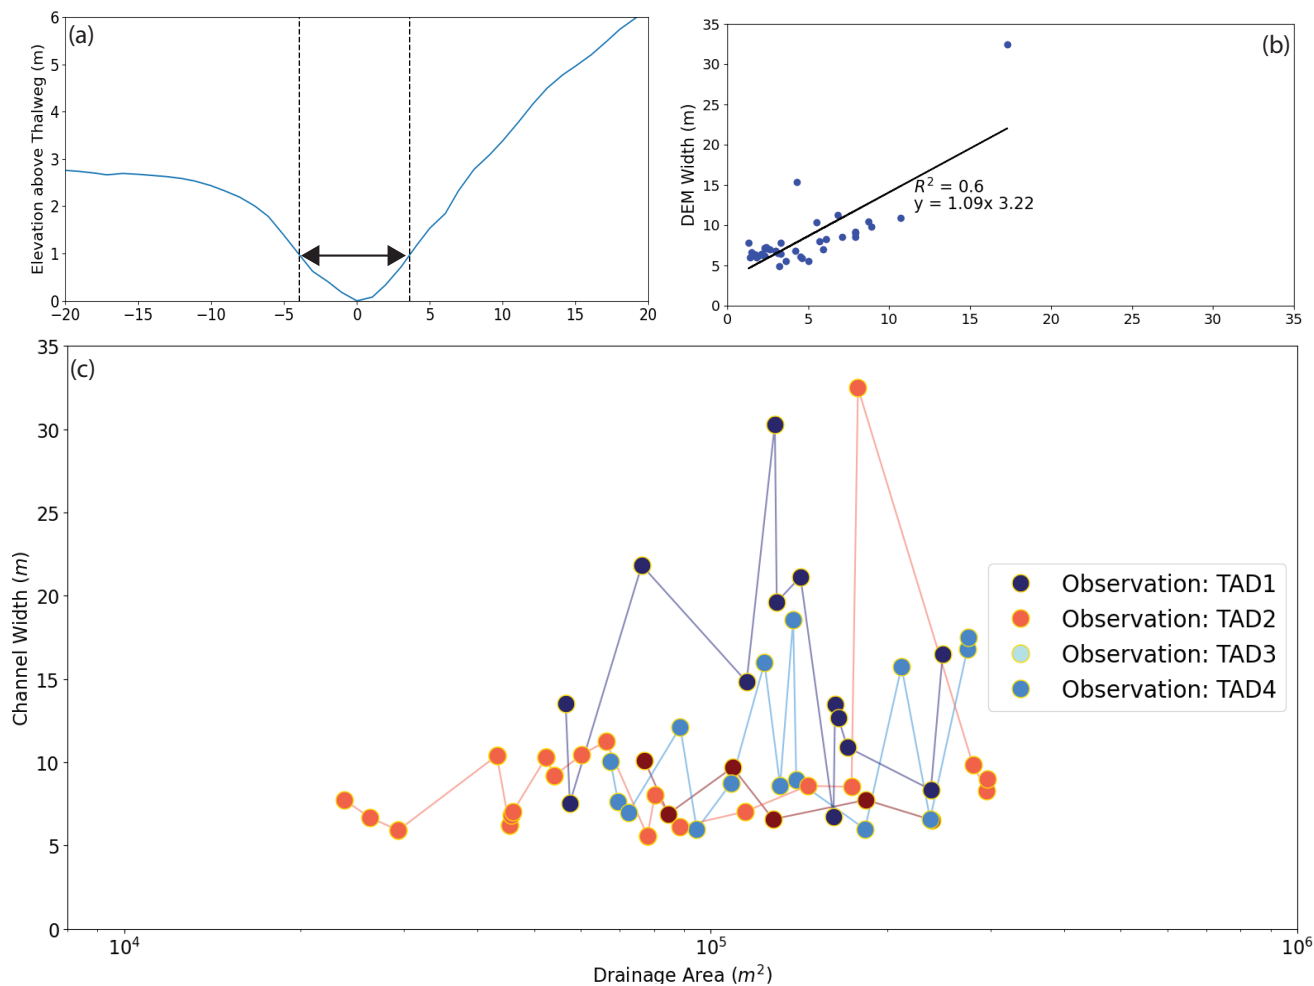 (a)
Elevation above Thalweg (m)
6
5
4
3
2
1
0
−20 −15 −10 −5 0 5 10 15 20
(b)
DEM Width (m)
35
30
25
20
15
10
5
0
R² = 0.6
y = 1.09x 3.22
0 5 10 15 20 25 30 35
(c)
Channel Width (m)
35
30
25
20
15
10
5
0
Observation: TAD1
Observation: TAD2
Observation: TAD3
Observation: TAD4
10⁴ 10⁵ 10⁶
Drainage Area (m²)